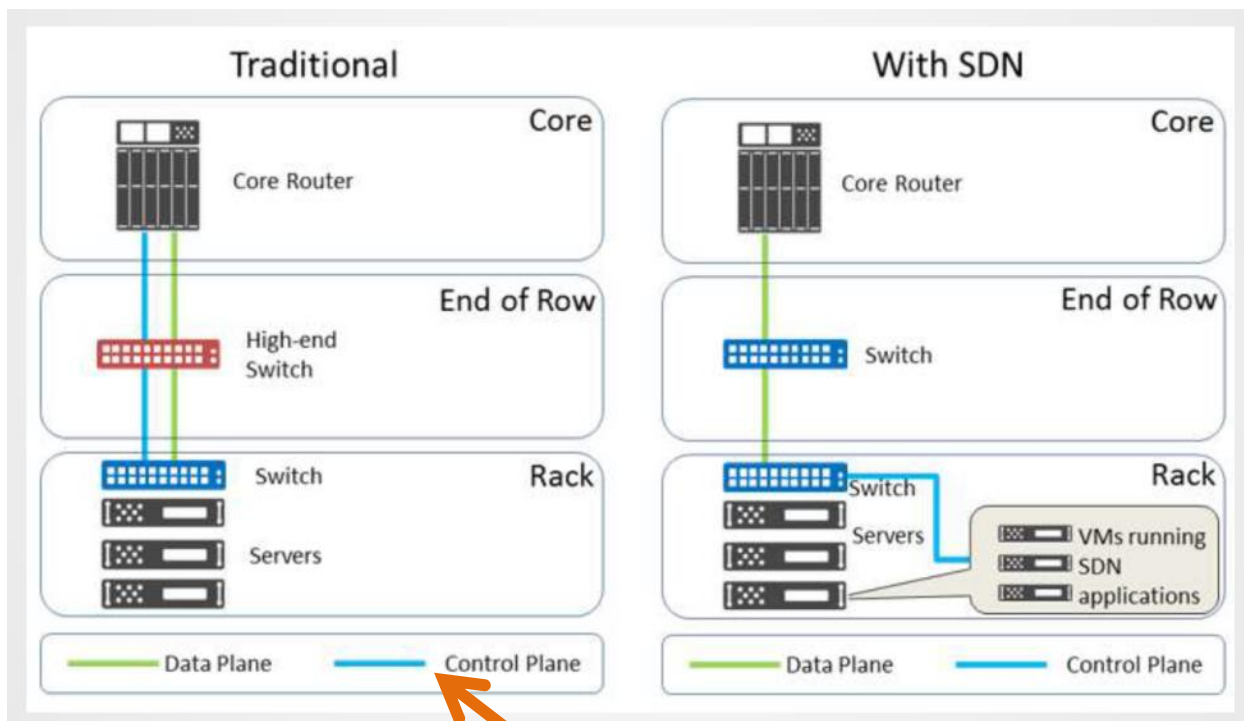 Traditional
Core
Core Router
End of Row
High-end
Switch
Switch
Rack
Servers
Data Plane
Control Plane
With SDN
Core
Core Router
End of Row
Switch
Rack
Switch
Servers
VMs running
SDN
applications
Data Plane
Control Plane